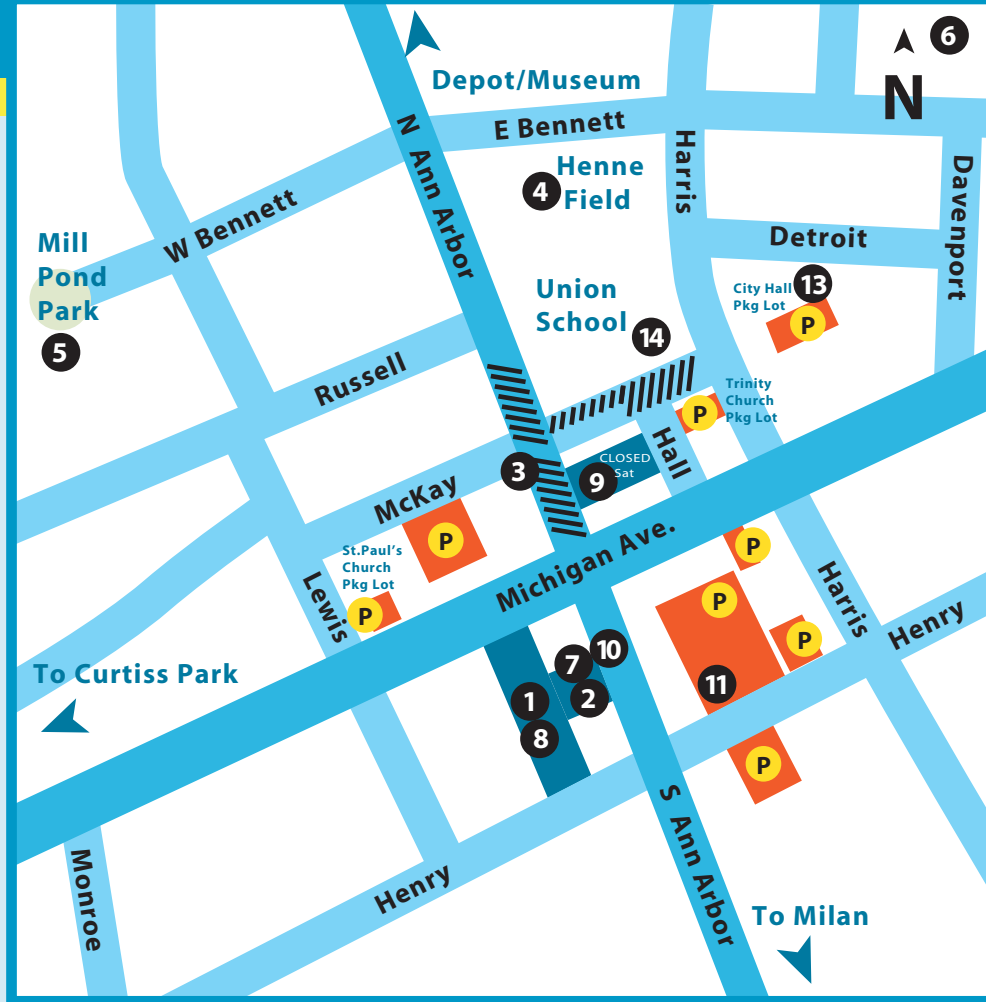 6
N
Depot/Museum
E Bennett
N Ann Arbor
Harris
Henne
Field
4
Davenport
W Bennett
Detroit
Mill
Pond
Park
5
City Hall
Pkg Lot
13
P
Union
School
14
Russell
Trinity
Church
Pkg Lot
P
Hall
CLOSED
Sat
9
3
McKay
P
St.Paul's
Church
Pkg Lot
P
Lewis
Michigan Ave.
P
P
Harris
Henry
P
11
P
10
7
2
1
8
To Curtiss Park
S Ann Arbor
Monroe
Henry
To Milan